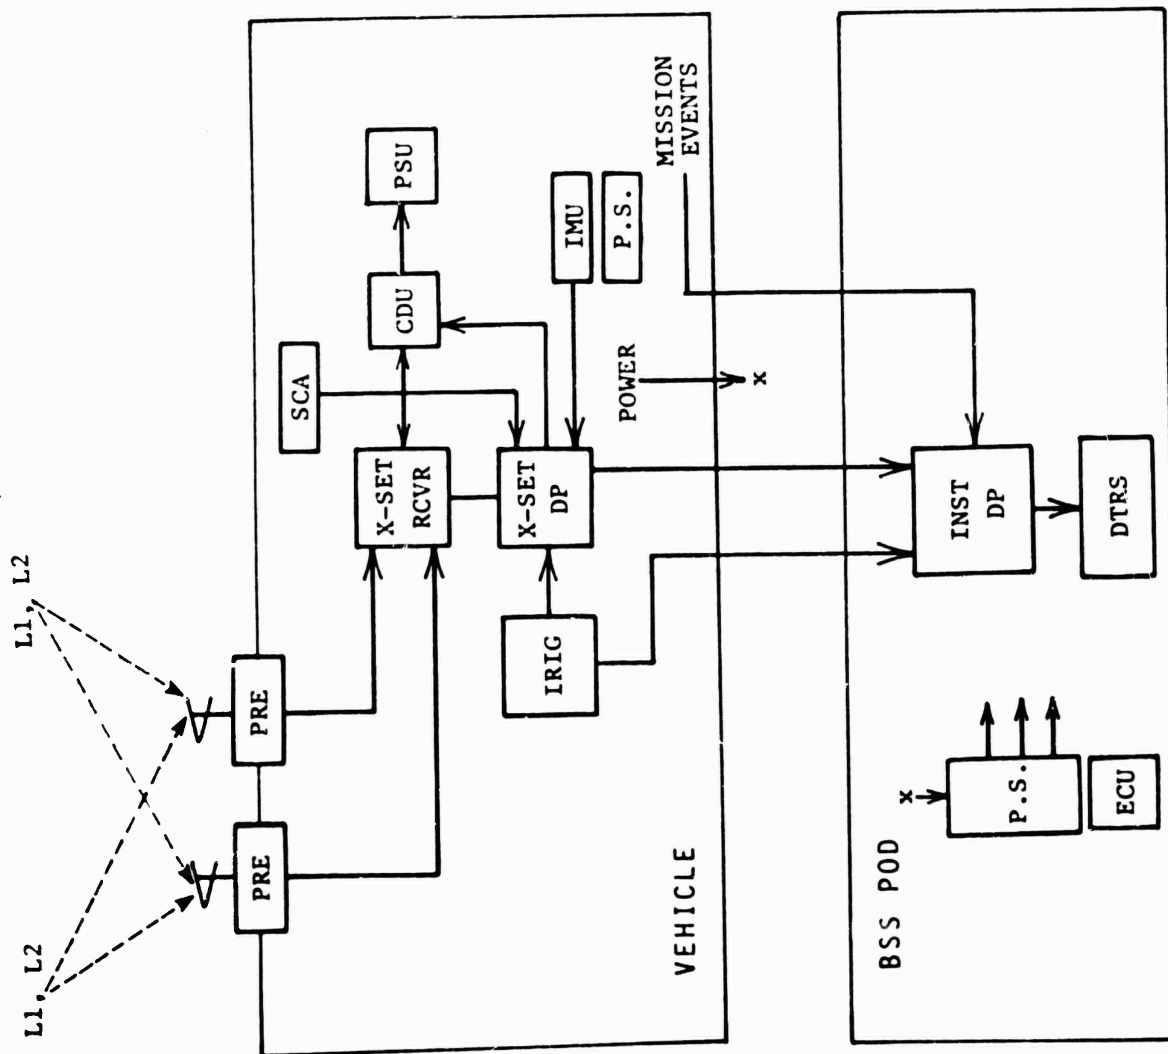 L1, L2
L1, L2
PRE
PRE
SCA
X-SET
RCVR
CDU
PSU
IRIG
X-SET
DP
IMU
P.S.
POWER
x
MISSION
EVENTS
VEHICLE
BSS POD
x
P.S.
ECU
INST
DP
DTRS